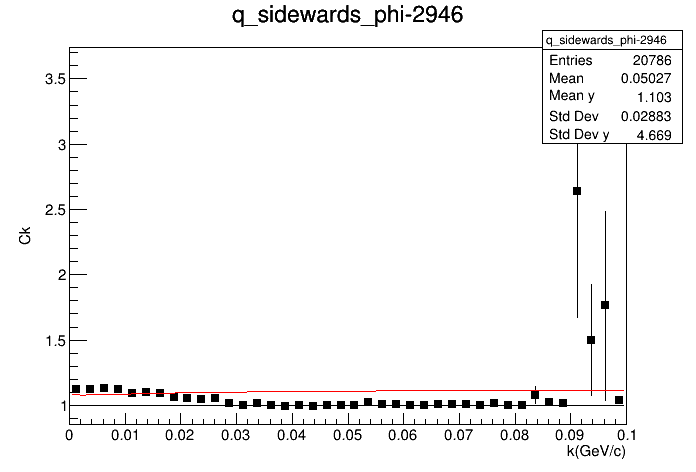 q_sidewards_phi-2946
q_sidewards_phi-2946
Entries 20786
Mean 0.05027
Mean y 1.103
Std Dev 0.02883
Std Dev y 4.669
3.5
3
2.5
2
1.5
1
Ck
0 0.01 0.02 0.03 0.04 0.05 0.06 0.07 0.08 0.09 0.1
k(GeV/c)